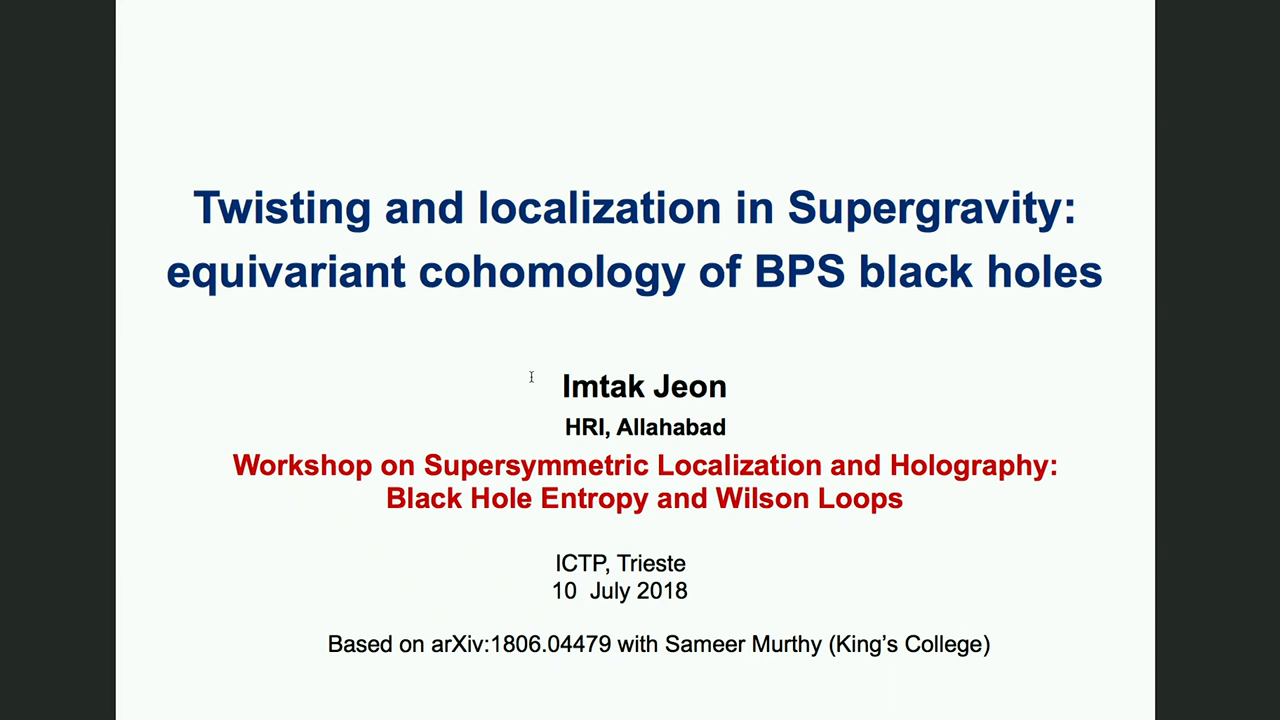 Twisting and localization in Supergravity:
equivariant cohomology of BPS black holes
Imtak Jeon
HRI, Allahabad
Workshop on Supersymmetric Localization and Holography:
Black Hole Entropy and Wilson Loops
ICTP, Trieste
10 July 2018
Based on arXiv:1806.04479 with Sameer Murthy (King's College)